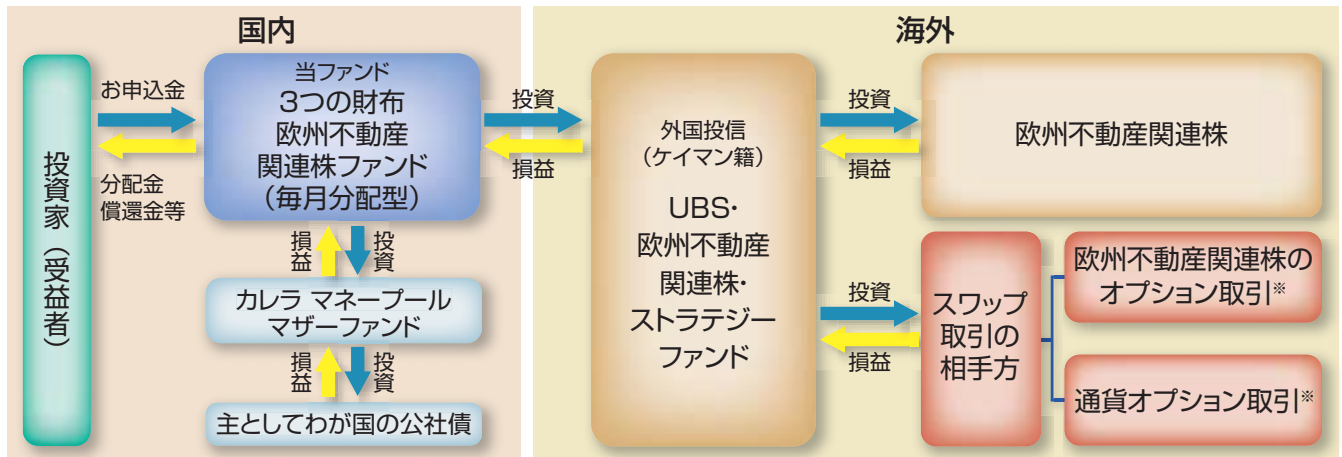 国内
投資家（受益者）
お申込金
分配金
償還金等
当ファンド
3つの財布
欧州不動産
関連株ファンド
（毎月分配型）
損益
投資
カレラ マネープール
マザーファンド
損益
投資
主としてわが国の公社債
投資
損益
海外
外国投信
（ケイマン籍）
UBS・
欧州不動産
関連株・
ストラテジー
ファンド
投資
損益
欧州不動産関連株
投資
損益
スワップ
取引の
相手方
欧州不動産関連株の
オプション取引※
通貨オプション取引※